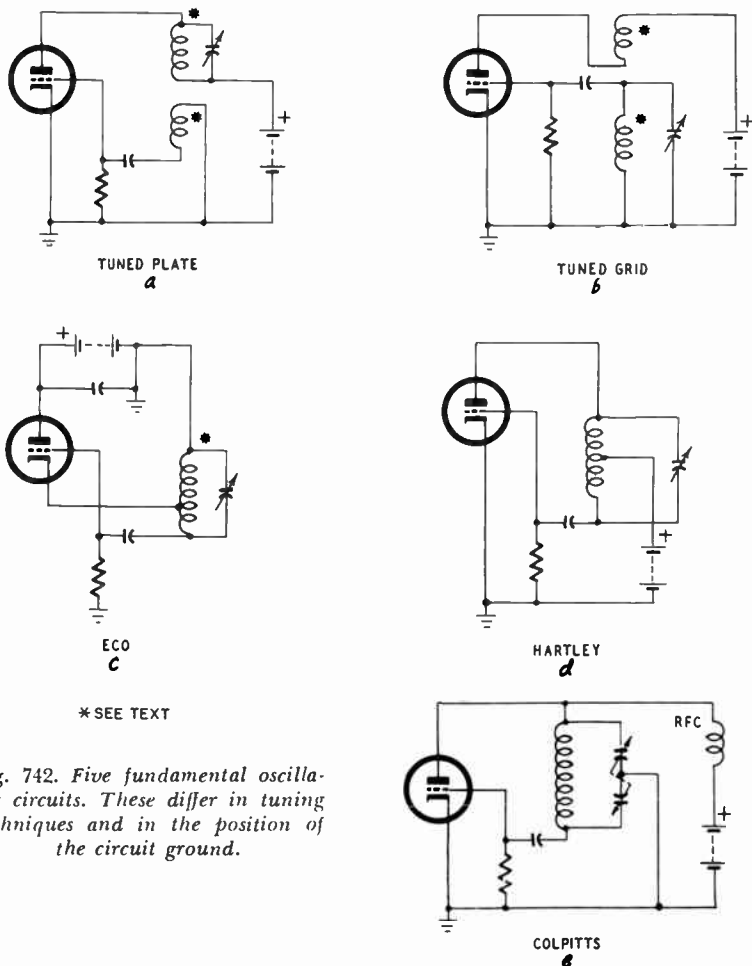 *
*
+
TUNED PLATE
a
*
*
+
TUNED GRID
b
+
*
ECO
c
+
HARTLEY
d
* SEE TEXT
g. 742. Five fundamental oscilla-
circuits. These differ in tuning
hniques and in the position of
the circuit ground.
RFC
+
COLPITTS
e